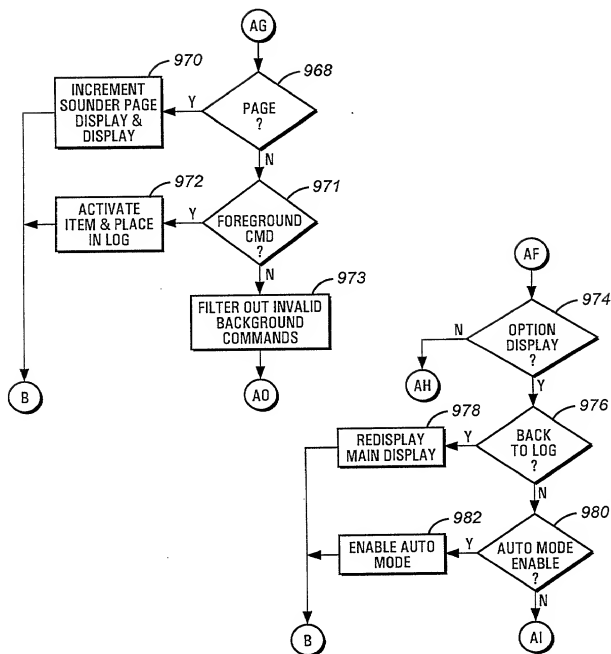 AG
970
968
INCREMENT
SOUNDER PAGE
DISPLAY &
DISPLAY
Y
PAGE
?
N
972
971
ACTIVATE
ITEM & PLACE
IN LOG
Y
FOREGROUND
CMD
?
N
973
FILTER OUT INVALID
BACKGROUND
COMMANDS
B
AO
AF
974
N
OPTION
DISPLAY
?
AH
Y
978
976
REDISPLAY
MAIN DISPLAY
Y
BACK
TO LOG
?
N
982
980
ENABLE AUTO
MODE
Y
AUTO MODE
ENABLE
?
N
B
AI